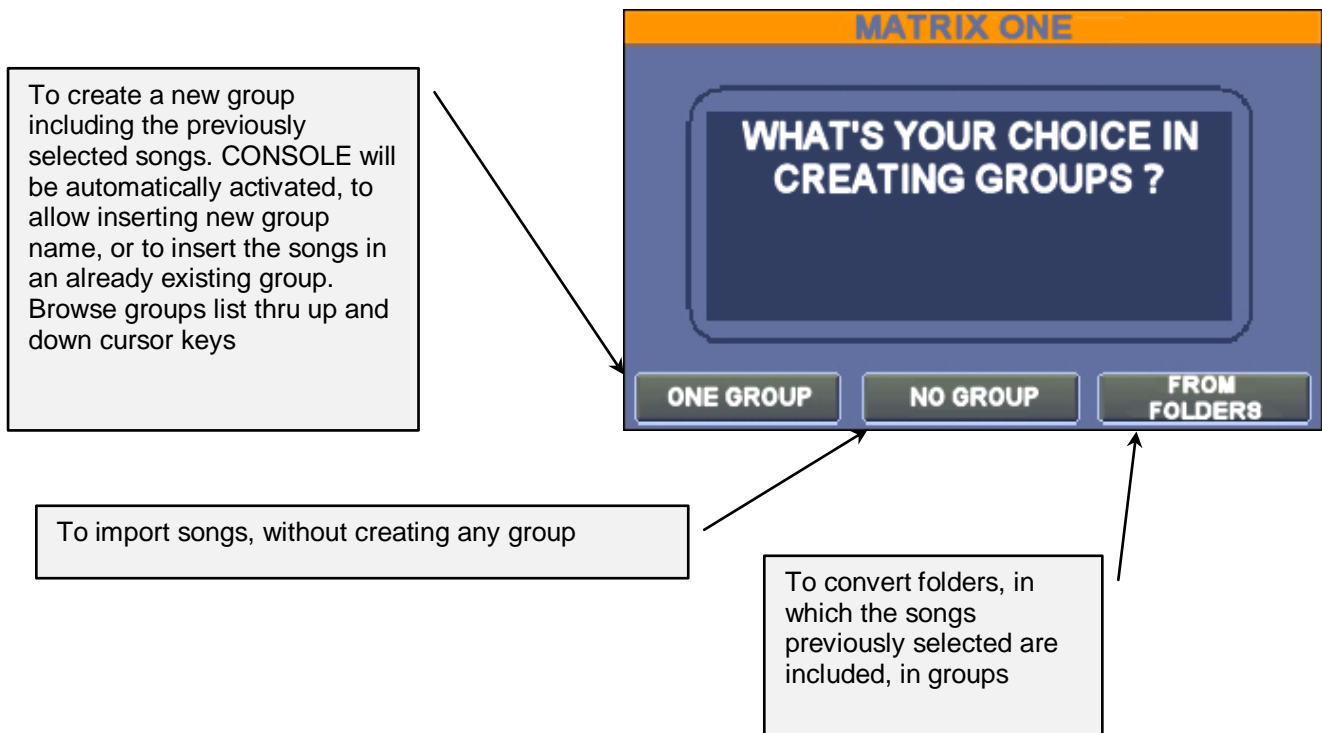 MATRIX ONE
WHAT'S YOUR CHOICE IN
CREATING GROUPS ?
ONE GROUP
NO GROUP
FROM
FOLDERS
To create a new group
including the previously
selected songs. CONSOLE will
be automatically activated, to
allow inserting new group
name, or to insert the songs in
an already existing group.
Browse groups list thru up and
down cursor keys
To import songs, without creating any group
To convert folders, in
which the songs
previously selected are
included, in groups